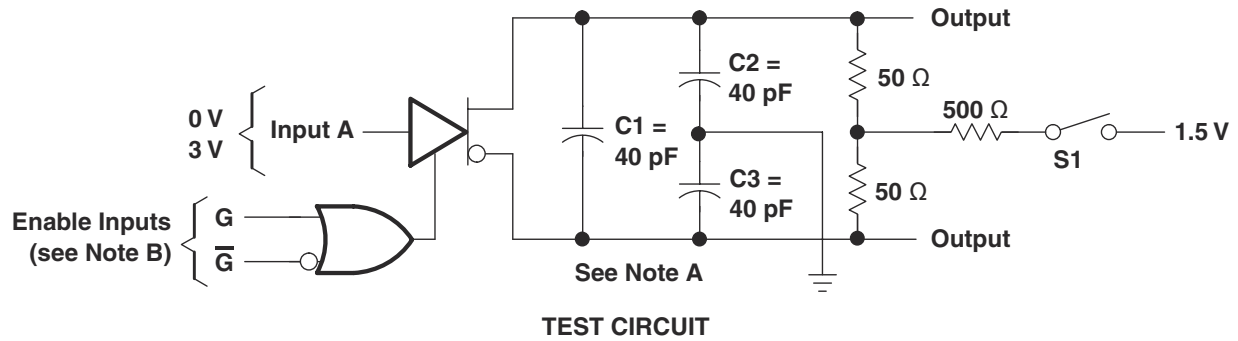 Output
C2 =
40 pF
50 Ω
500 Ω
0 V
3 V
Input A
C1 =
40 pF
1.5 V
S1
C3 =
40 pF
50 Ω
Enable Inputs
(see Note B)
G
G̅
Output
See Note A
TEST CIRCUIT